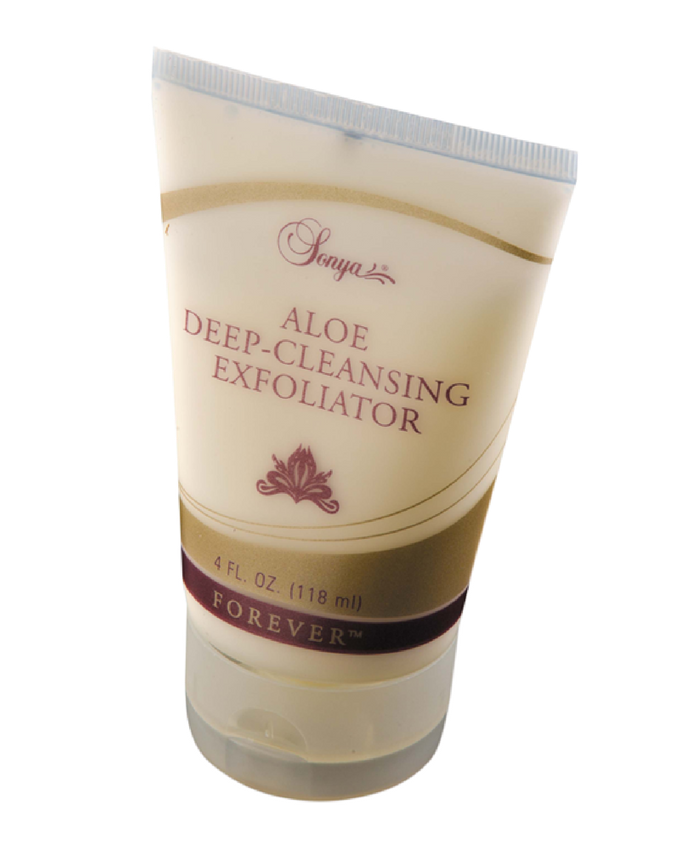 Sonya®
ALOE
DEEP-CLEANSING
EXFOLIATOR
4 FL. OZ. (118 ml)
FOREVER™